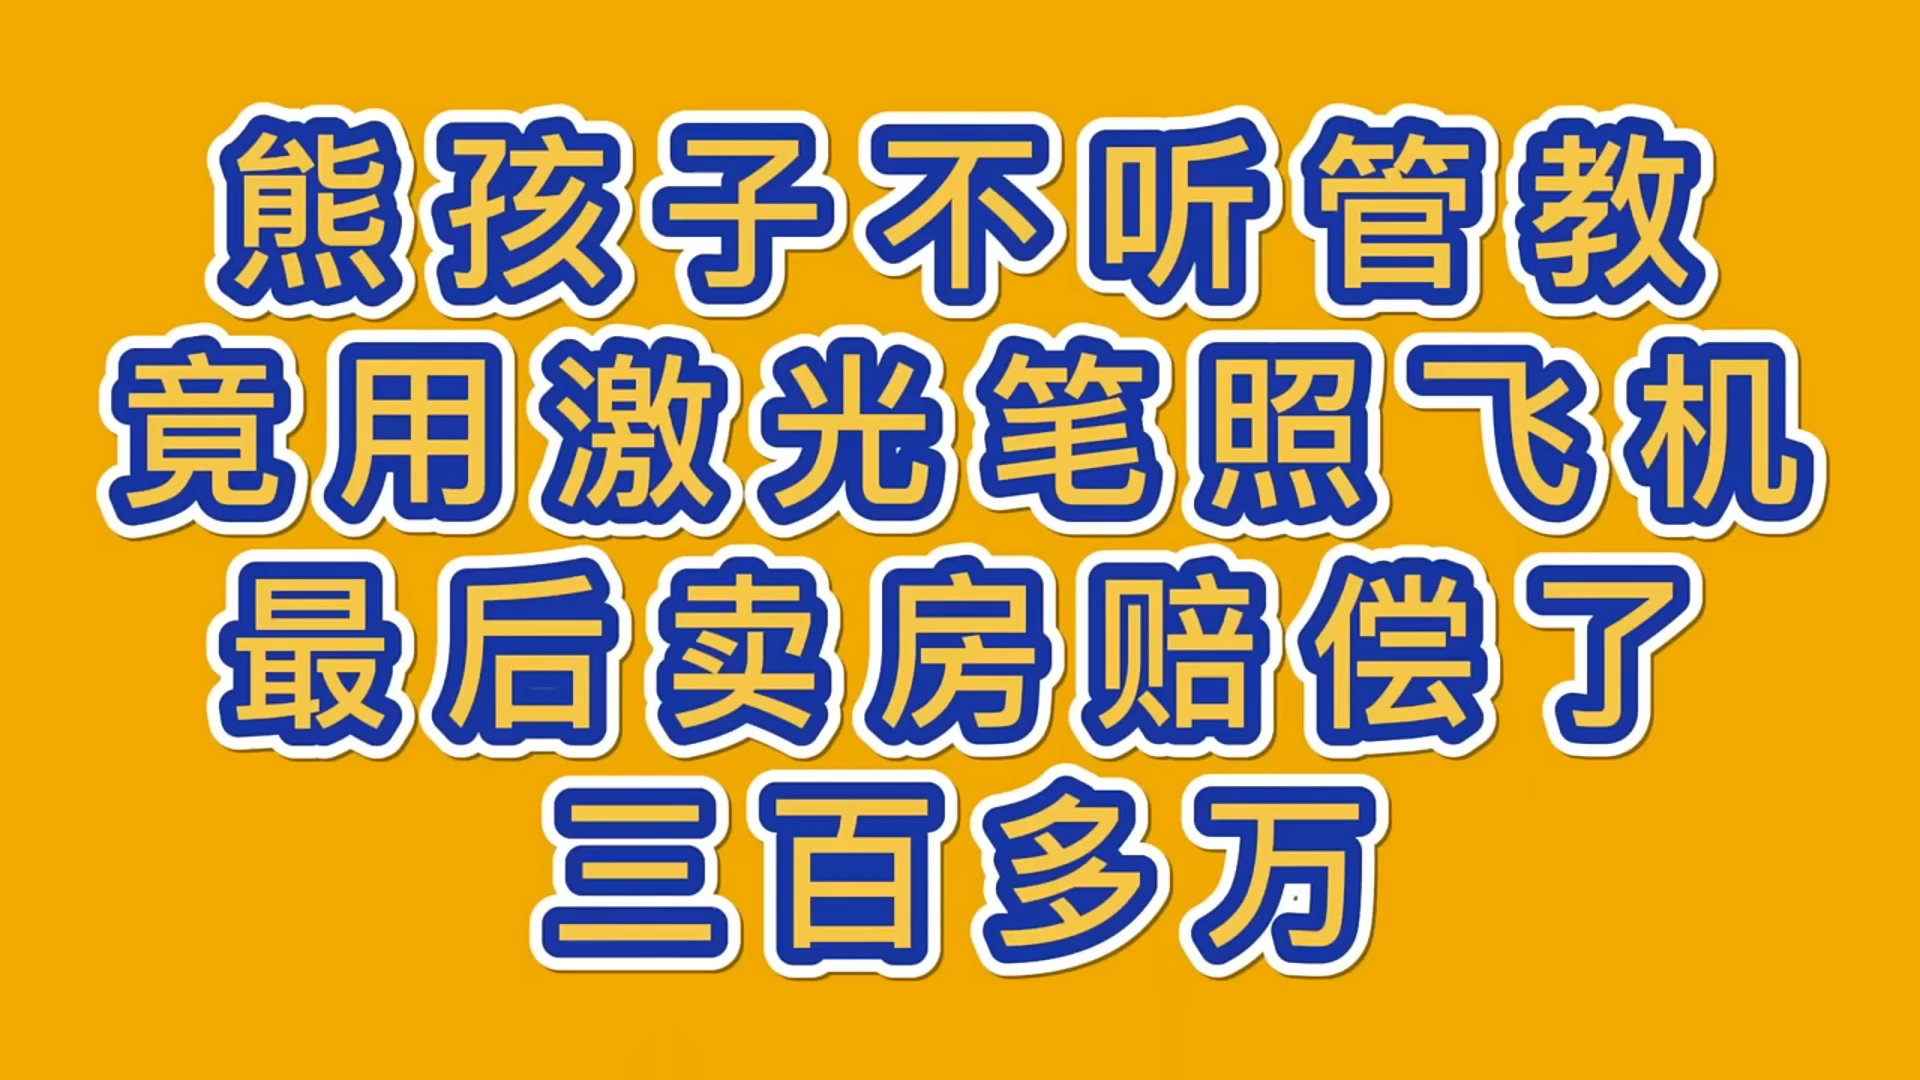 熊孩子不听管教
竟用激光笔照飞机
最后卖房赔偿了
三百多万